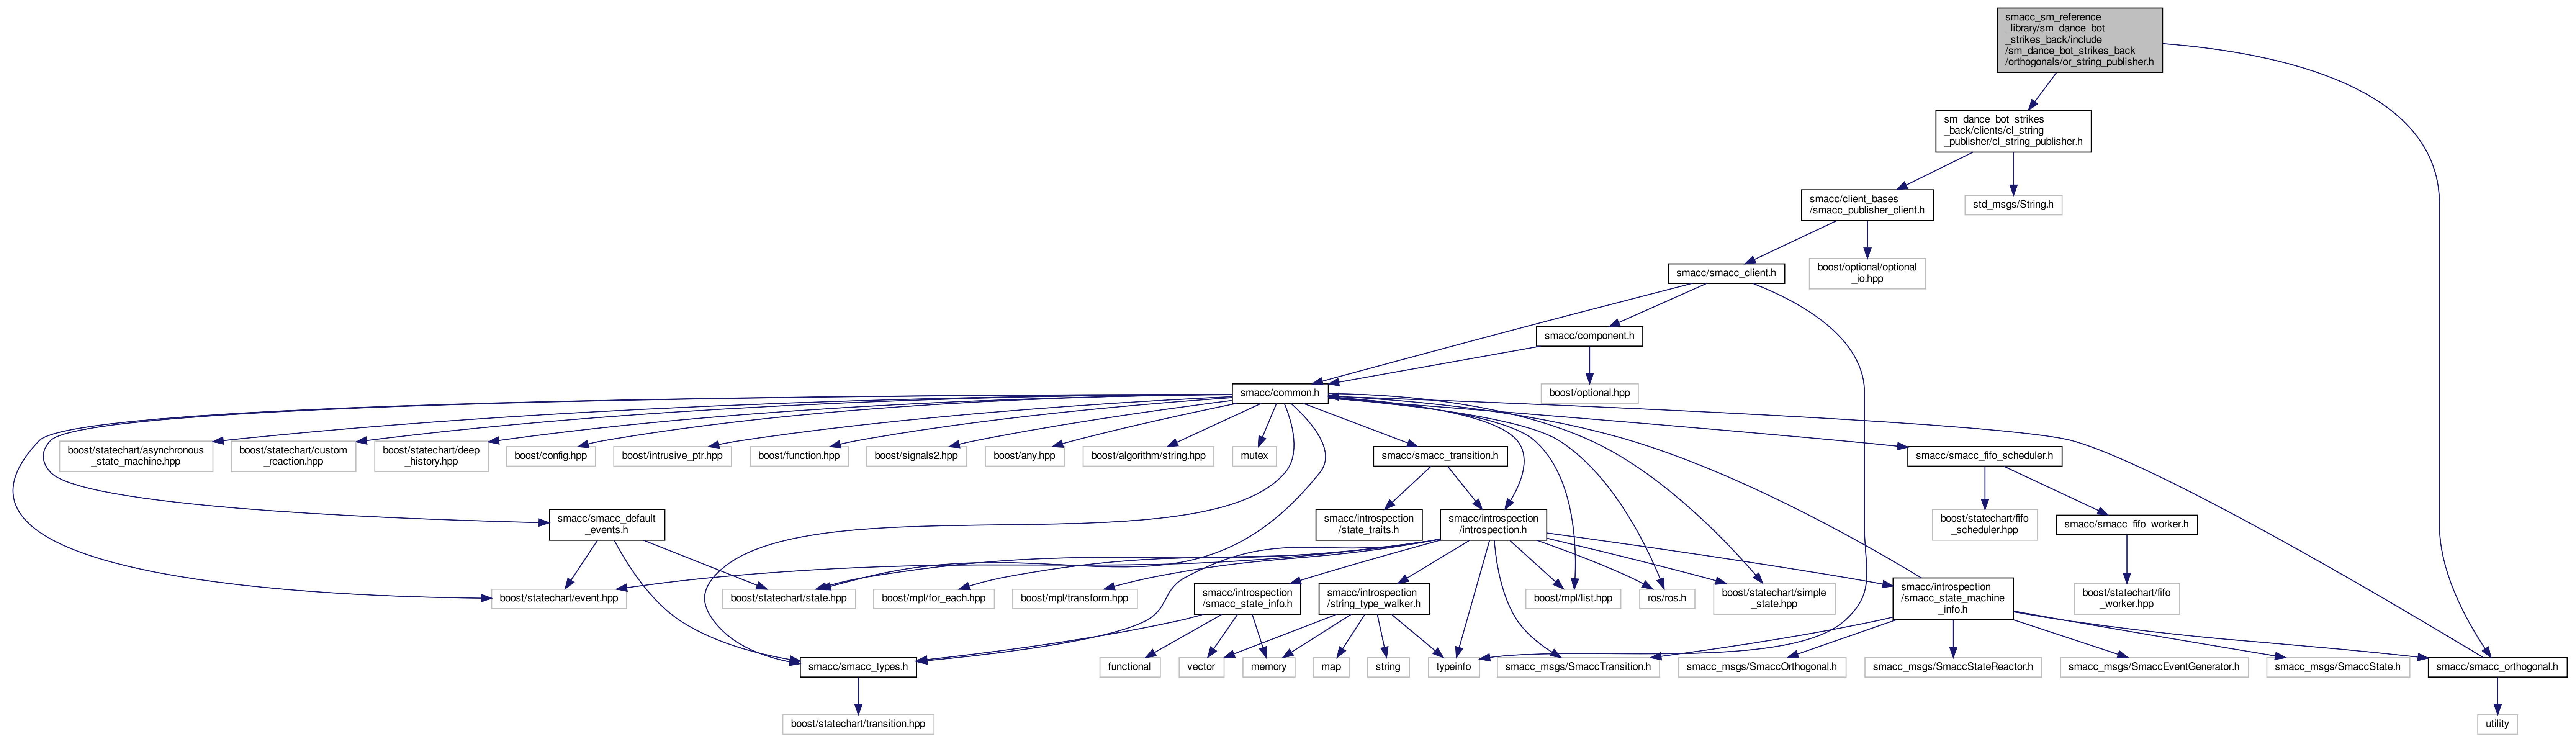 smacc_sm_reference
_library/sm_dance_bot
_strikes_back/include
/sm_dance_bot_strikes_back
/orthogonals/or_string_publisher.h
sm_dance_bot_strikes
_back/clients/cl_string
_publisher/cl_string_publisher.h
smacc/client_bases
/smacc_publisher_client.h
std_msgs/String.h
smacc/smacc_client.h
boost/optional/optional
_io.hpp
smacc/component.h
smacc/common.h
boost/optional.hpp
boost/statechart/asynchronous
_state_machine.hpp
boost/statechart/custom
_reaction.hpp
boost/statechart/deep
_history.hpp
boost/config.hpp
boost/intrusive_ptr.hpp
boost/function.hpp
boost/signals2.hpp
boost/any.hpp
boost/algorithm/string.hpp
mutex
smacc/smacc_transition.h
smacc/smacc_fifo_scheduler.h
smacc/smacc_default
_events.h
smacc/introspection
/state_traits.h
smacc/introspection
/introspection.h
boost/statechart/fifo
_scheduler.hpp
smacc/smacc_fifo_worker.h
boost/statechart/event.hpp
boost/statechart/state.hpp
boost/mpl/for_each.hpp
boost/mpl/transform.hpp
smacc/introspection
/smacc_state_info.h
smacc/introspection
/string_type_walker.h
boost/mpl/list.hpp
ros/ros.h
boost/statechart/simple
_state.hpp
smacc/introspection
/smacc_state_machine
_info.h
boost/statechart/fifo
_worker.hpp
smacc/smacc_types.h
functional
vector
memory
map
string
typeinfo
smacc_msgs/SmaccTransition.h
smacc_msgs/SmaccOrthogonal.h
smacc_msgs/SmaccStateReactor.h
smacc_msgs/SmaccEventGenerator.h
smacc_msgs/SmaccState.h
smacc/smacc_orthogonal.h
boost/statechart/transition.hpp
utility